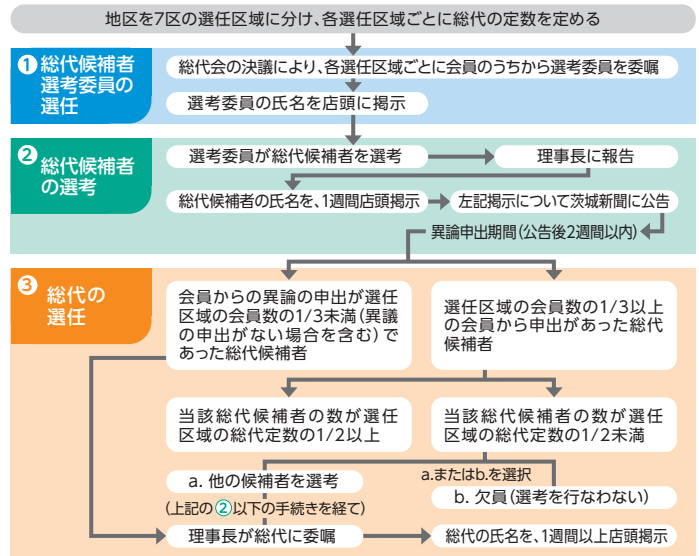 地区を7区の選任区域に分け、各選任区域ごとに総代の定数を定める
❶ 総代候補者
選考委員の
選任
総代会の決議により、各選任区域ごとに会員のうちから選考委員を委嘱
選考委員の氏名を店頭に掲示
❷ 総代候補者
の選考
選考委員が総代候補者を選考
理事長に報告
総代候補者の氏名を、1週間店頭掲示
左記掲示について茨城新聞に公告
異論申出期間(公告後2週間以内)
❸ 総代の
選任
会員からの異論の申出が選任
区域の会員数の1/3未満(異議
の申出がない場合を含む)で
あった総代候補者
選任区域の会員数の1/3以上
の会員から申出があった総代
候補者
当該総代候補者の数が選任
区域の総代定数の1/2以上
当該総代候補者の数が選任
区域の総代定数の1/2未満
a. 他の候補者を選考
a.またはb.を選択
b. 欠員(選考を行なわない)
(上記の②以下の手続きを経て)
理事長が総代に委嘱
総代の氏名を、1週間以上店頭掲示